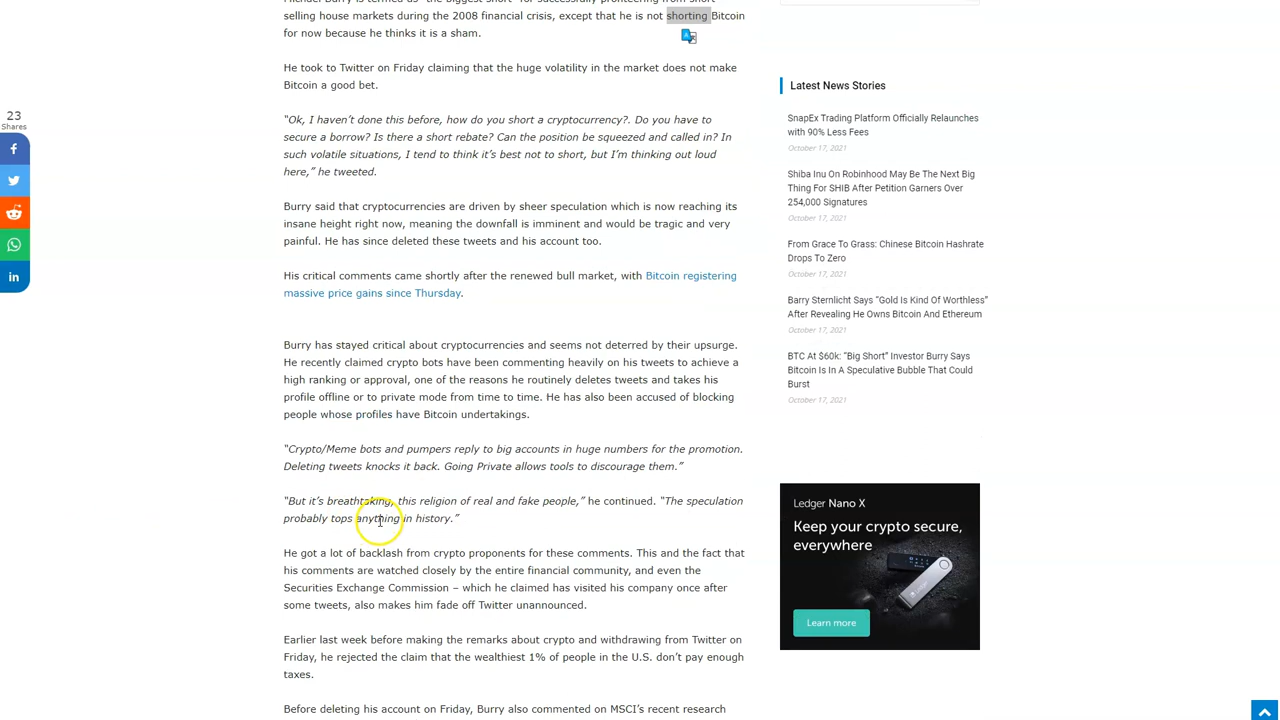 selling house markets during the 2008 financial crisis, except that he is not shorting Bitcoin
for now because he thinks it is a sham.
He took to Twitter on Friday claiming that the huge volatility in the market does not make
Bitcoin a good bet.
“Ok, I haven’t done this before, how do you short a cryptocurrency?. Do you have to
secure a borrow? Is there a short rebate? Can the position be squeezed and called in? In
such volatile situations, I tend to think it’s best not to short, but I’m thinking out loud
here,” he tweeted.
Burry said that cryptocurrencies are driven by sheer speculation which is now reaching its
insane height right now, meaning the downfall is imminent and would be tragic and very
painful. He has since deleted these tweets and his account too.
His critical comments came shortly after the renewed bull market, with Bitcoin registering
massive price gains since Thursday.
Burry has stayed critical about cryptocurrencies and seems not deterred by their upsurge.
He recently claimed crypto bots have been commenting heavily on his tweets to achieve a
high ranking or approval, one of the reasons he routinely deletes tweets and takes his
profile offline or to private mode from time to time. He has also been accused of blocking
people whose profiles have Bitcoin undertakings.
“Crypto/Meme bots and pumpers reply to big accounts in huge numbers for the promotion.
Deleting tweets knocks it back. Going Private allows tools to discourage them.”
“But it’s breathtaking, this religion of real and fake people,” he continued. “The speculation
probably tops anything in history.”
He got a lot of backlash from crypto proponents for these comments. This and the fact that
his comments are watched closely by the entire financial community, and even the
Securities Exchange Commission – which he claimed has visited his company once after
some tweets, also makes him fade off Twitter unannounced.
Earlier last week before making the remarks about crypto and withdrawing from Twitter on
Friday, he rejected the claim that the wealthiest 1% of people in the U.S. don’t pay enough
taxes.
Before deleting his account on Friday, Burry also commented on MSCI’s recent research
23
Shares
Latest News Stories
SnapEx Trading Platform Officially Relaunches
with 90% Less Fees
October 17, 2021
Shiba Inu On Robinhood May Be The Next Big
Thing For SHIB After Petition Garners Over
254,000 Signatures
October 17, 2021
From Grace To Grass: Chinese Bitcoin Hashrate
Drops To Zero
October 17, 2021
Barry Sternlicht Says “Gold Is Kind Of Worthless”
After Revealing He Owns Bitcoin And Ethereum
October 17, 2021
BTC At $60k: “Big Short” Investor Burry Says
Bitcoin Is In A Speculative Bubble That Could
Burst
October 17, 2021
Ledger Nano X
Keep your crypto secure,
everywhere
Learn more